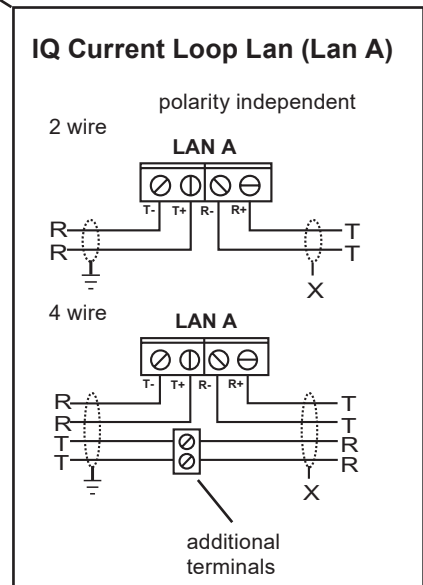 IQ Current Loop Lan (Lan A)
polarity independent
2 wire
LAN A
T- T+ R- R+
R T
R T
X
4 wire
LAN A
T- T+ R- R+
R T
R T
T R
T R
X
additional
terminals